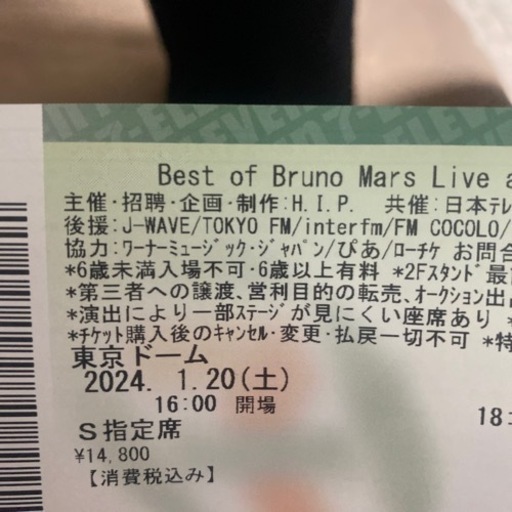 7-ELEVEN
Best of Bruno Mars Live a
主催・招聘・企画・制作:H.I.P. 共催:日本テレ
後援:J-WAVE/TOKYO FM/interfm/FM COCOLO/
協力:ワーナーミュージック・ジャパン/ぴあ/ローチケ お問合
*6歳未満入場不可・6歳以上有料 *2Fスタンド最
*第三者への譲渡、営利目的の転売、オークション出
*演出により一部ステージが見にくい座席あり *
*チケット購入後のキャンセル・変更・払戻一切不可 *特
東京ドーム
2024. 1.20(土)
16:00 開場 18:
S指定席
¥14,800
【消費税込み】